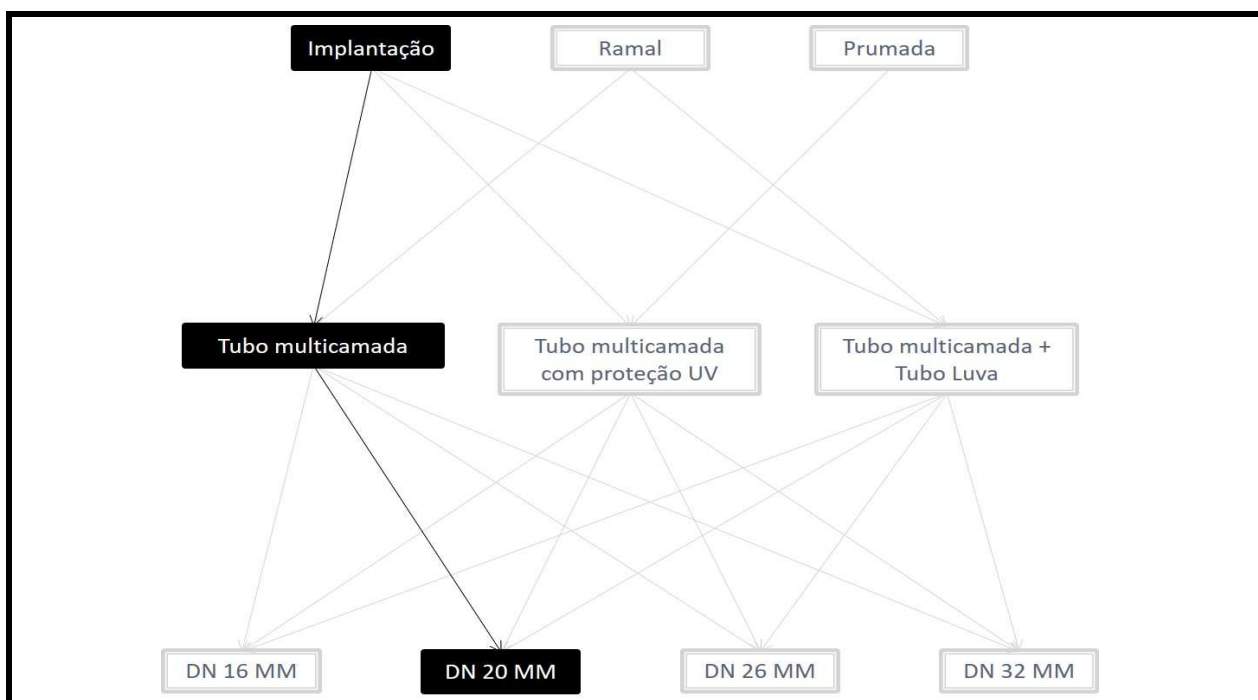 Implantação
Ramal
Prumada
Tubo multicamada
Tubo multicamada
com proteção UV
Tubo multicamada +
Tubo Luva
DN 16 MM
DN 20 MM
DN 26 MM
DN 32 MM